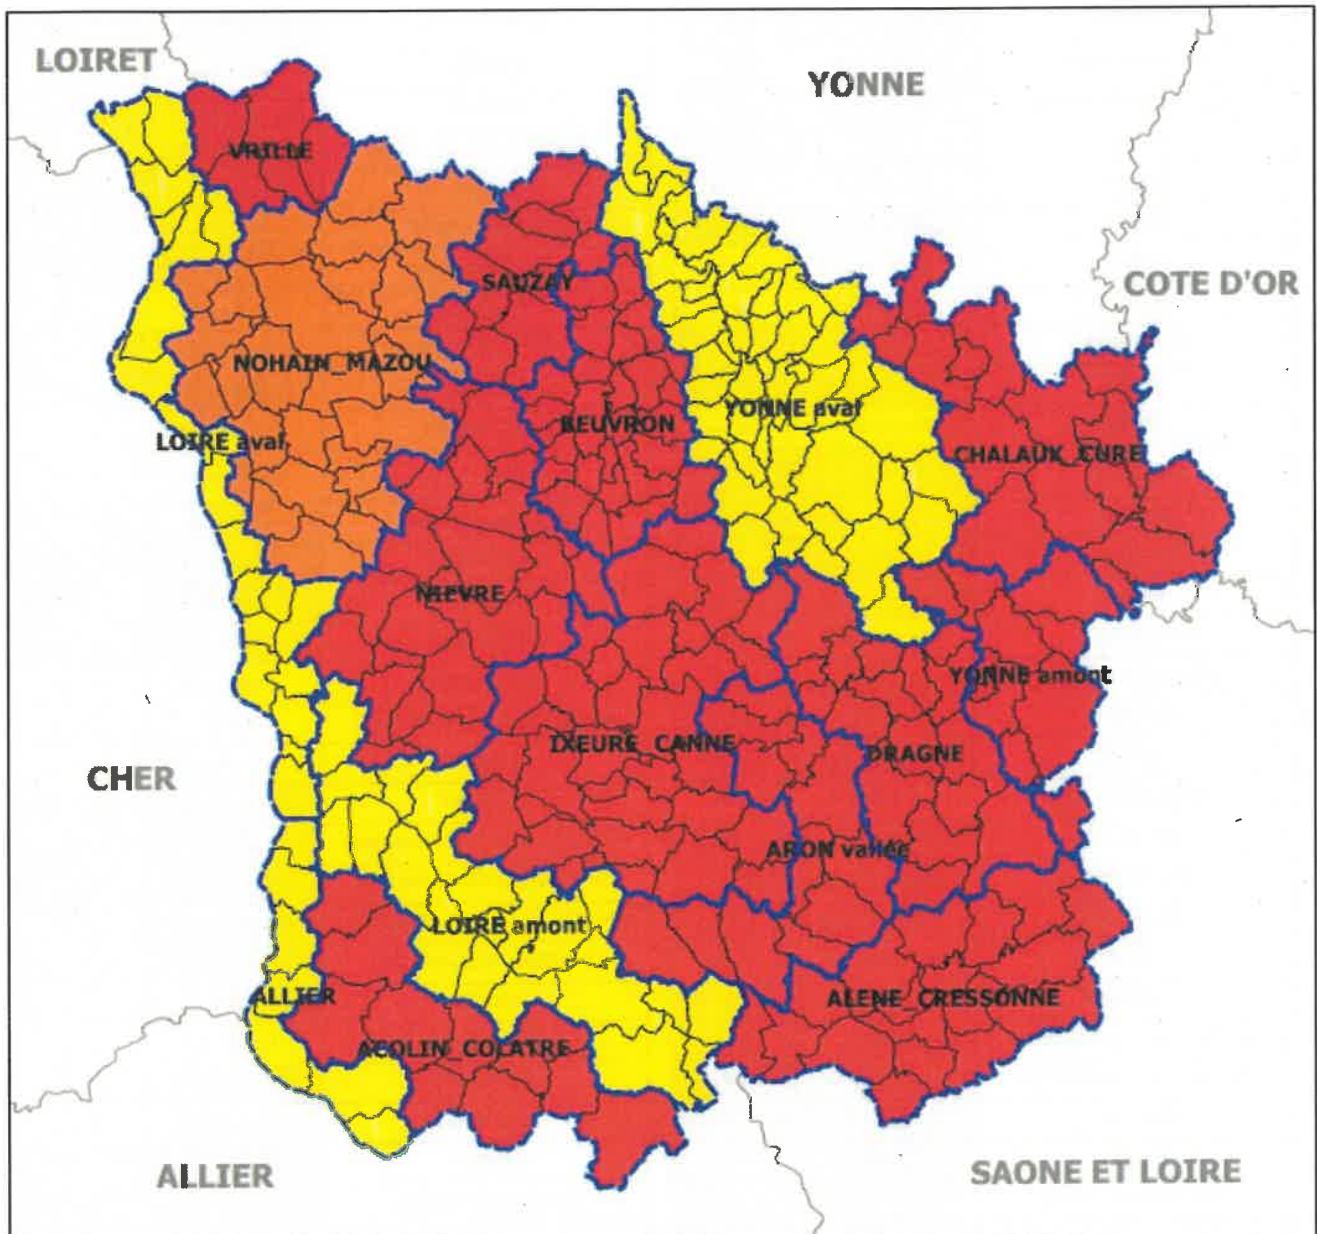 LOIRET
YONNE
VRILLE
COTE D'OR
SAUZAY
NOHAIN_MAZOU
YONNE aval
BEUVRON
LOIRE aval
CHALAUX_CURE
NIEVRE
YONNE amont
IXEURE_CANNE
DRAGNE
CHER
ARON vallée
LOIRE amont
ALLIER
ALENE_CRESSONNE
ACOLIN_COLATRE
ALLIER
SAONE ET LOIRE